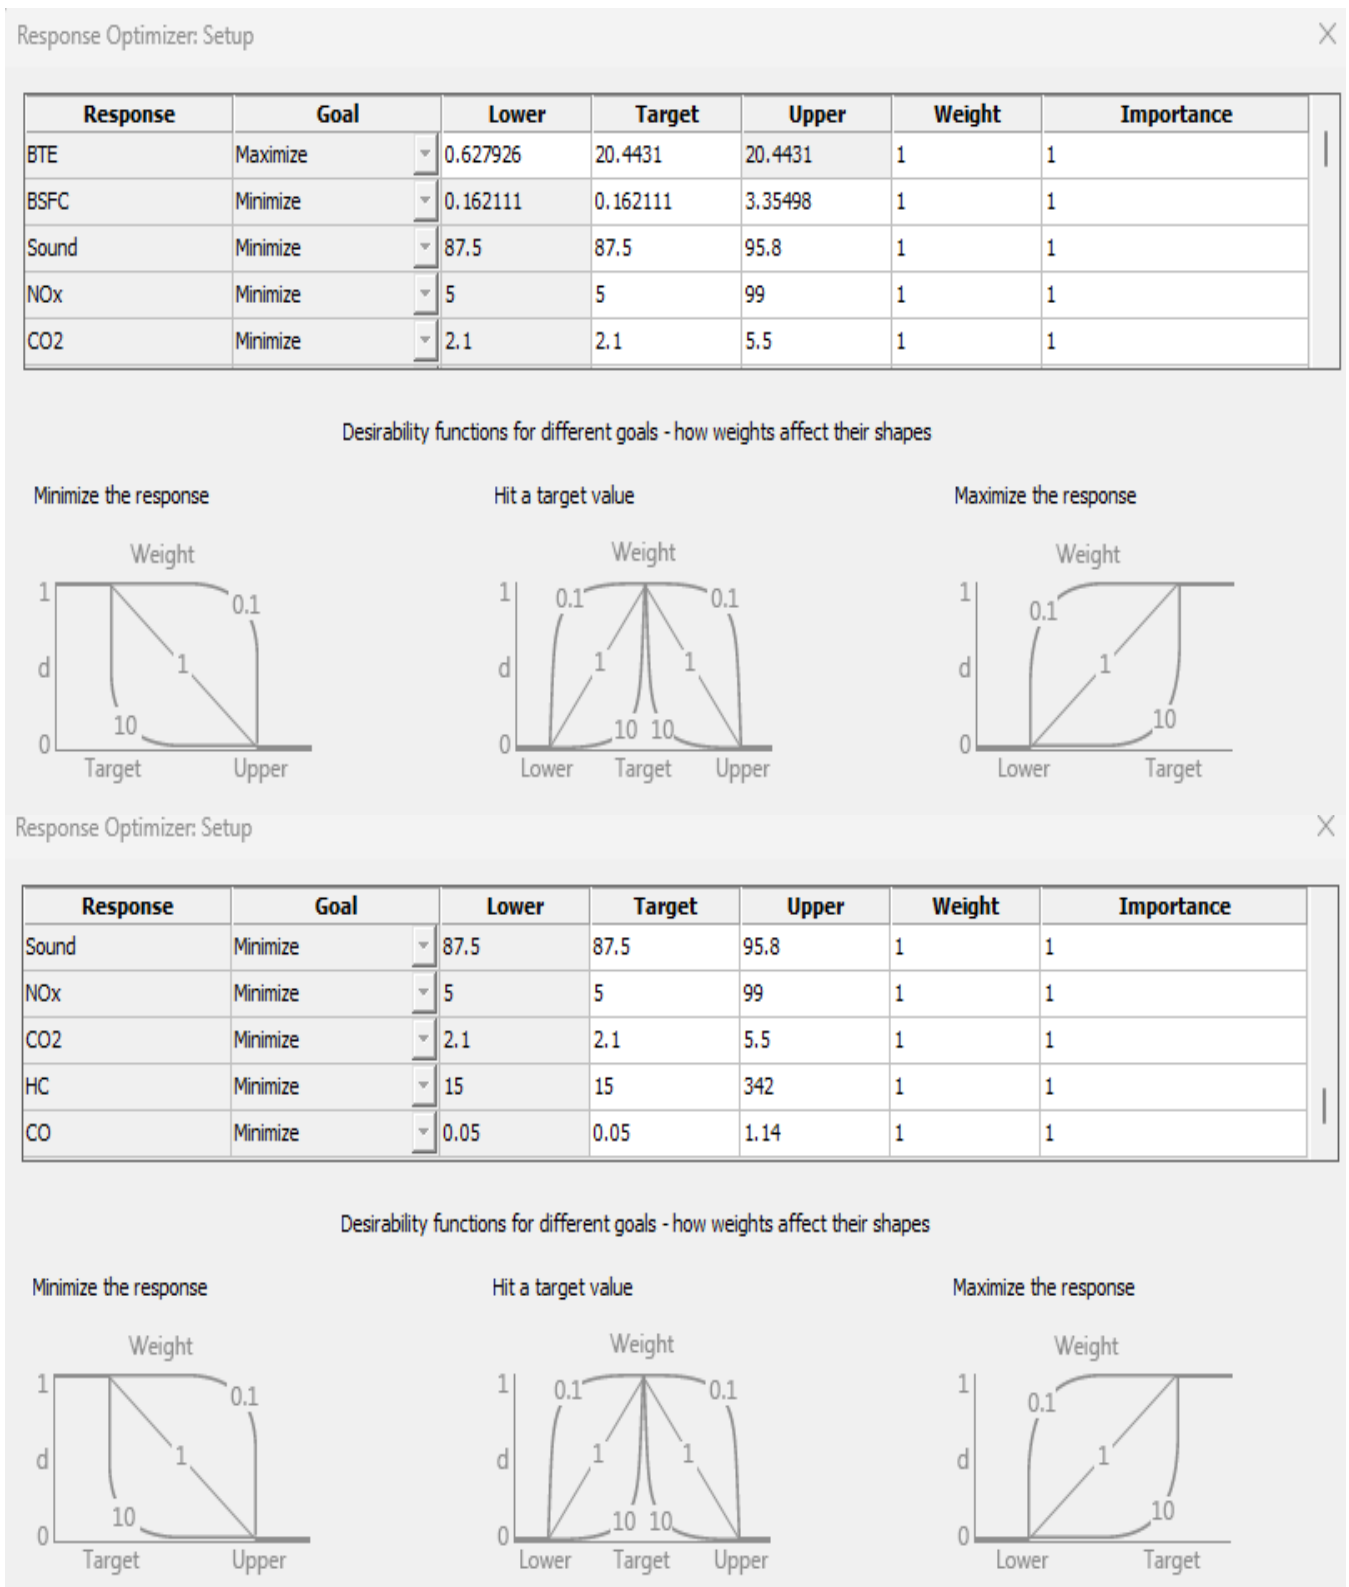 Response Optimizer: Setup X
Response Goal Lower Target Upper Weight Importance
BTE Maximize 0.627926 20.4431 20.4431 1 1
BSFC Minimize 0.162111 0.162111 3.35498 1 1
Sound Minimize 87.5 87.5 95.8 1 1
NOx Minimize 5 5 99 1 1
CO2 Minimize 2.1 2.1 5.5 1 1
Desirability functions for different goals - how weights affect their shapes
Minimize the response Hit a target value Maximize the response
Weight Weight Weight
1 0.1 1 0.1 0.1 1 0.1
d 1 d 1 1 d 1
10 10 10 10
0 0 0
Target Upper Lower Target Upper Lower Target
Response Optimizer: Setup X
Response Goal Lower Target Upper Weight Importance
Sound Minimize 87.5 87.5 95.8 1 1
NOx Minimize 5 5 99 1 1
CO2 Minimize 2.1 2.1 5.5 1 1
HC Minimize 15 15 342 1 1
CO Minimize 0.05 0.05 1.14 1 1
Desirability functions for different goals - how weights affect their shapes
Minimize the response Hit a target value Maximize the response
Weight Weight Weight
1 0.1 1 0.1 0.1 1 0.1
d 1 d 1 1 d 1
10 10 10 10
0 0 0
Target Upper Lower Target Upper Lower Target